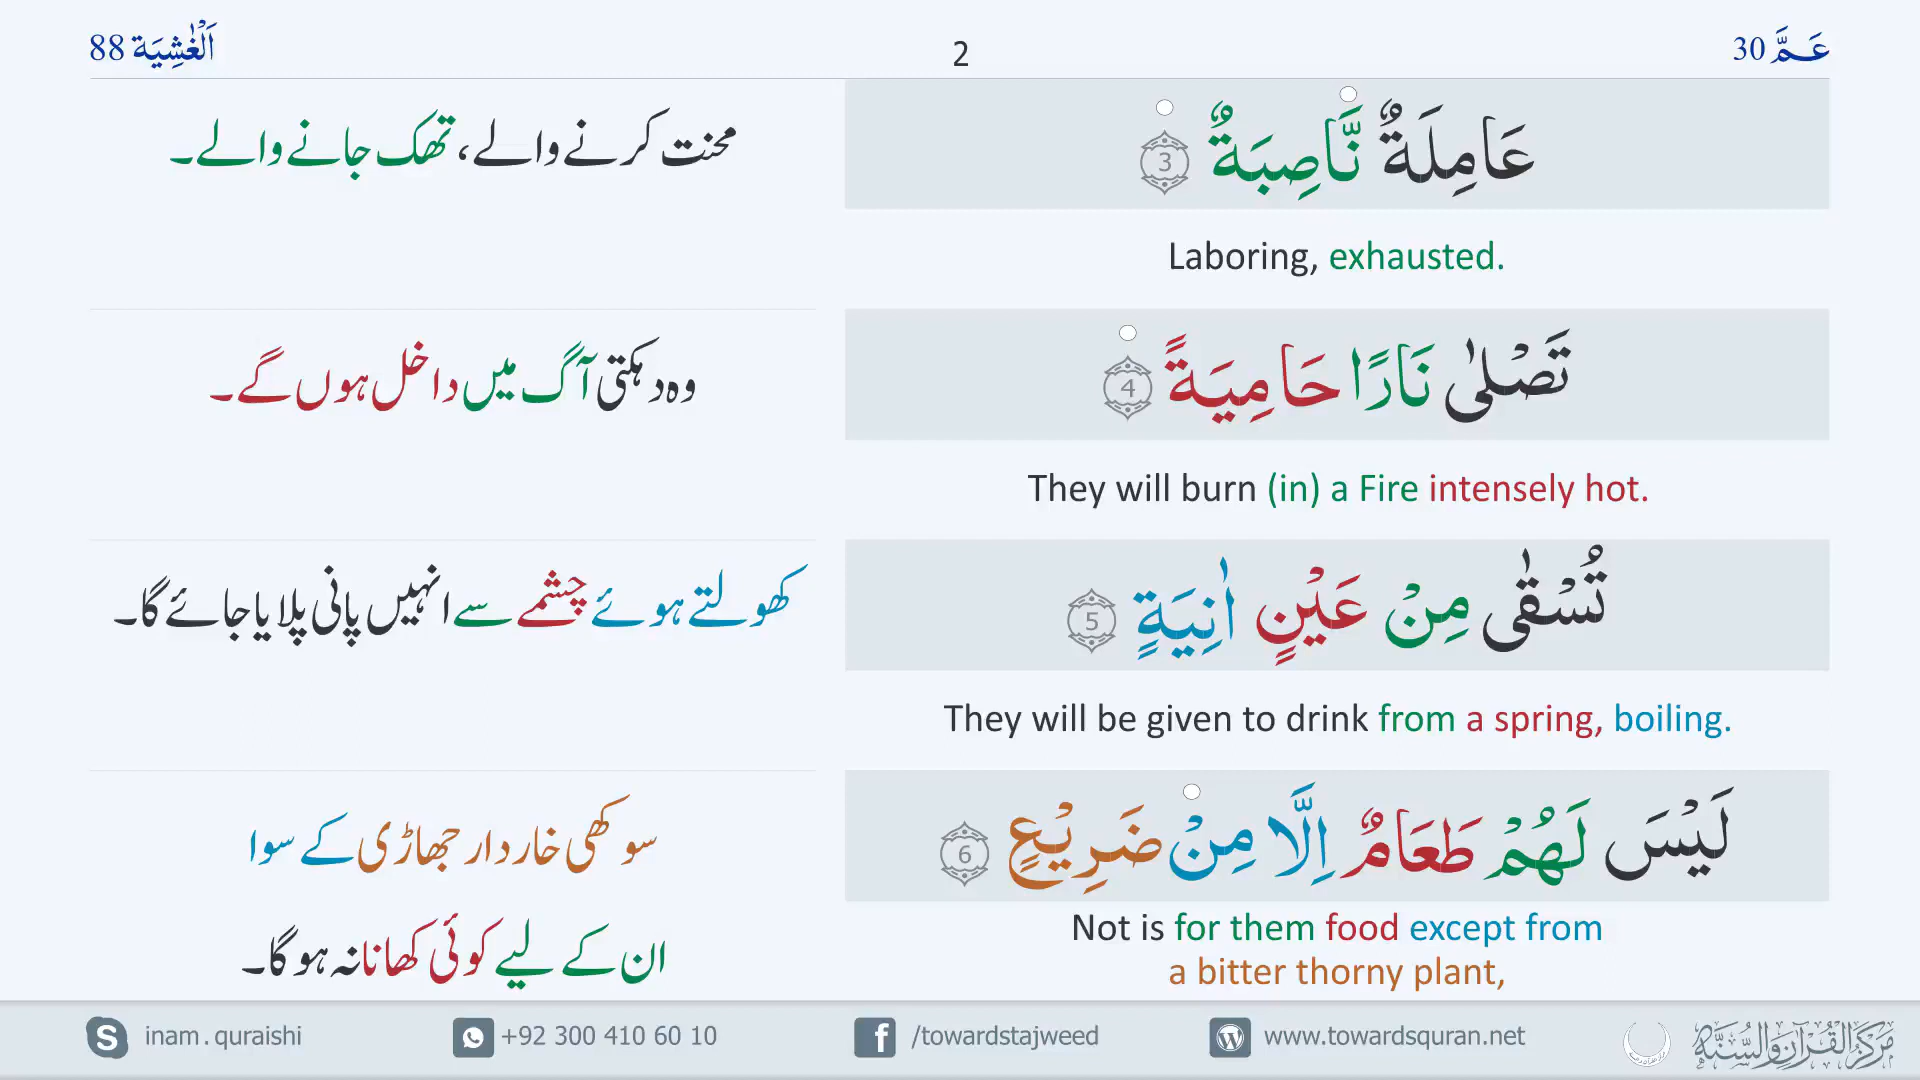 عَمَّ 30
2
اَلْغٰشِيَة 88
عَامِلَةٌ نَّاصِبَةٌ 3
محنت کرنے والے، تھک جانے والے۔
Laboring, exhausted.
تَصْلٰى نَارًا حَامِيَةً 4
وہ دہکتی آگ میں داخل ہوں گے۔
They will burn (in) a Fire intensely hot.
تُسْقٰى مِنْ عَيْنٍ اٰنِيَةٍ 5
کھولتے ہوئے چشمے سے انہیں پانی پلایا جائے گا۔
They will be given to drink from a spring, boiling.
لَيْسَ لَهُمْ طَعَامٌ اِلَّا مِنْ ضَرِيْعٍ 6
سوکھی خاردار جھاڑی کے سوا
ان کے لیے کوئی کھانا نہ ہوگا۔
Not is for them food except from
a bitter thorny plant,
inam.quraishi
+92 300 410 60 10
/towardstajweed
www.towardsquran.net
مَرْكَزُ الْقُرْآنِ وَالسُّنَّة